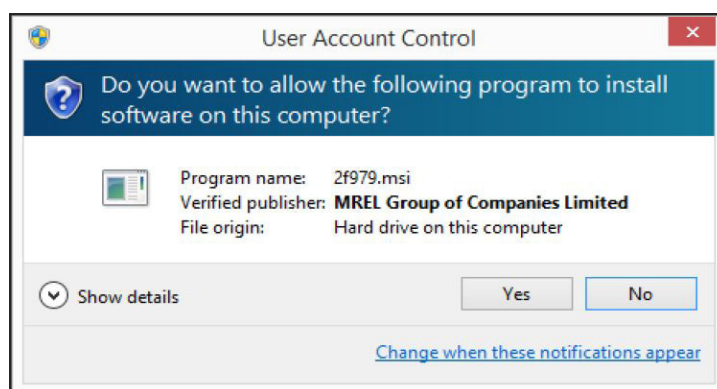 User Account Control
Do you want to allow the following program to install
software on this computer?
Program name: 2f979.msi
Verified publisher: MREL Group of Companies Limited
File origin: Hard drive on this computer
Show details
Yes
No
Change when these notifications appear